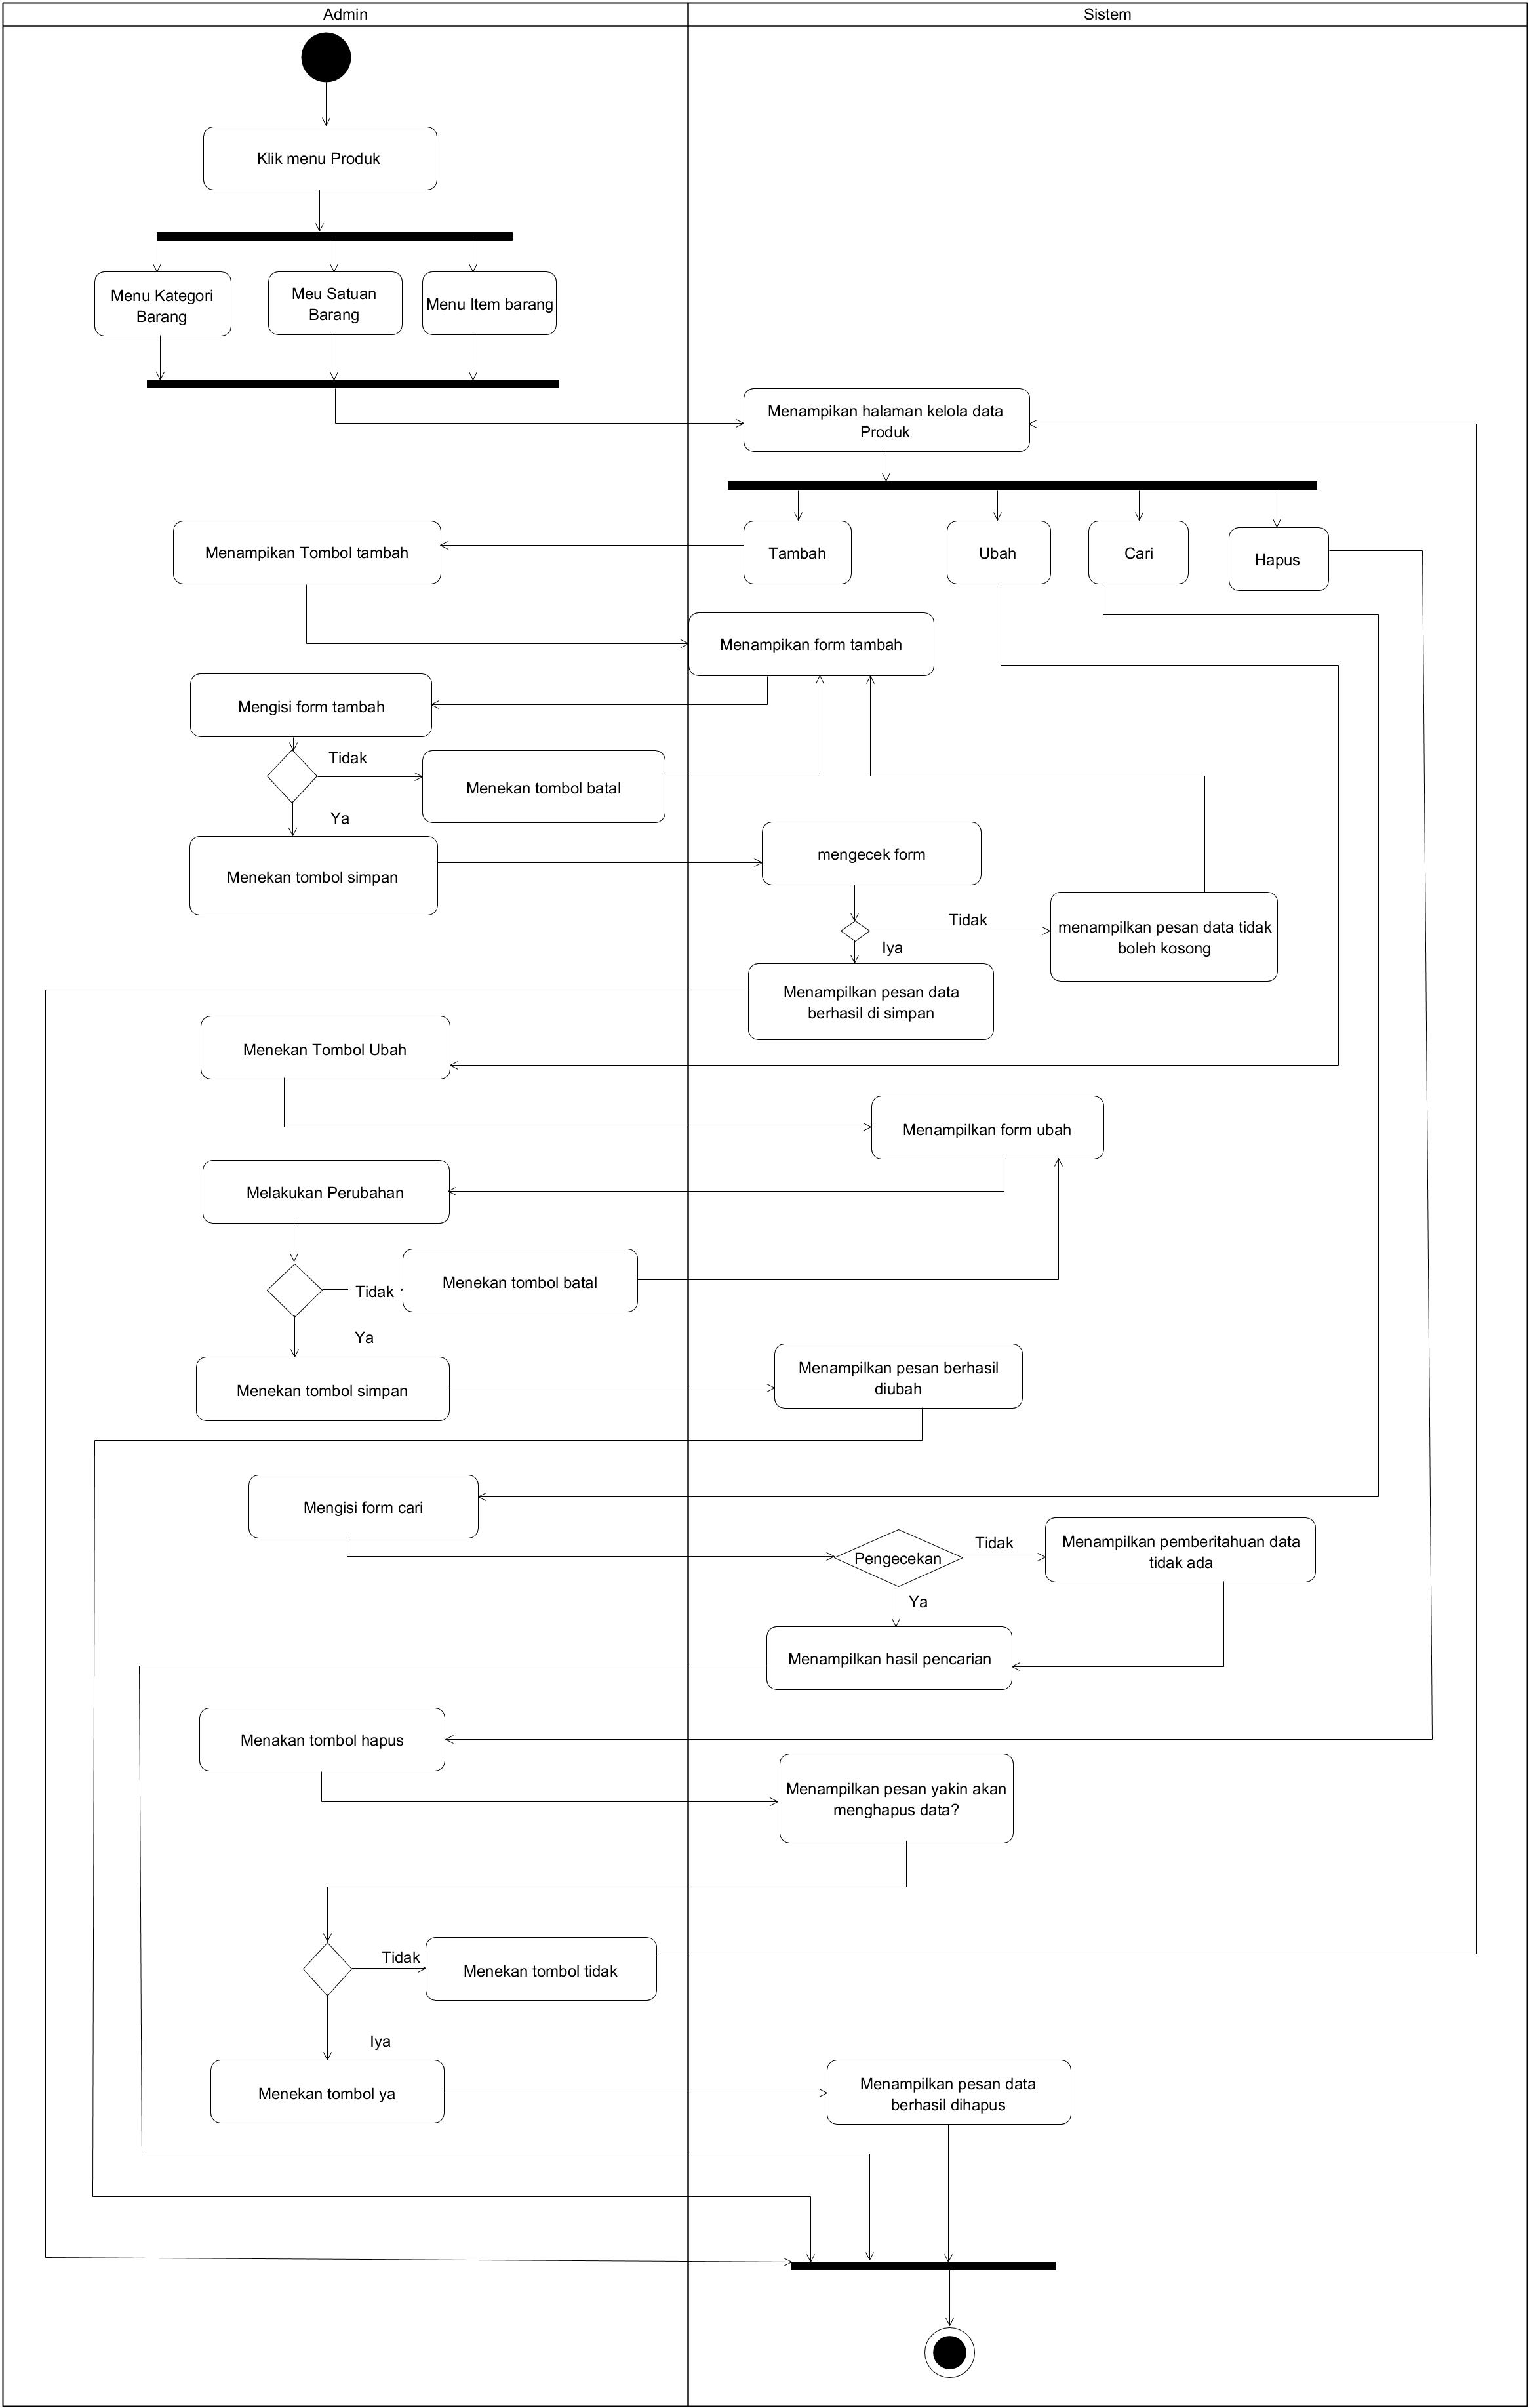 Admin
Sistem
Klik menu Produk
Menu Kategori
Barang
Meu Satuan
Barang
Menu Item barang
Menampikan halaman kelola data
Produk
Menampikan Tombol tambah
Tambah
Ubah
Cari
Hapus
Menampikan form tambah
Mengisi form tambah
Tidak
Menekan tombol batal
Ya
Menekan tombol simpan
mengecek form
Tidak
menampilkan pesan data tidak
boleh kosong
Iya
Menampilkan pesan data
berhasil di simpan
Menekan Tombol Ubah
Menampilkan form ubah
Melakukan Perubahan
Tidak
Menekan tombol batal
Ya
Menekan tombol simpan
Menampilkan pesan berhasil
diubah
Mengisi form cari
Pengecekan
Tidak
Menampilkan pemberitahuan data
tidak ada
Ya
Menampilkan hasil pencarian
Menakan tombol hapus
Menampilkan pesan yakin akan
menghapus data?
Tidak
Menekan tombol tidak
Iya
Menekan tombol ya
Menampilkan pesan data
berhasil dihapus